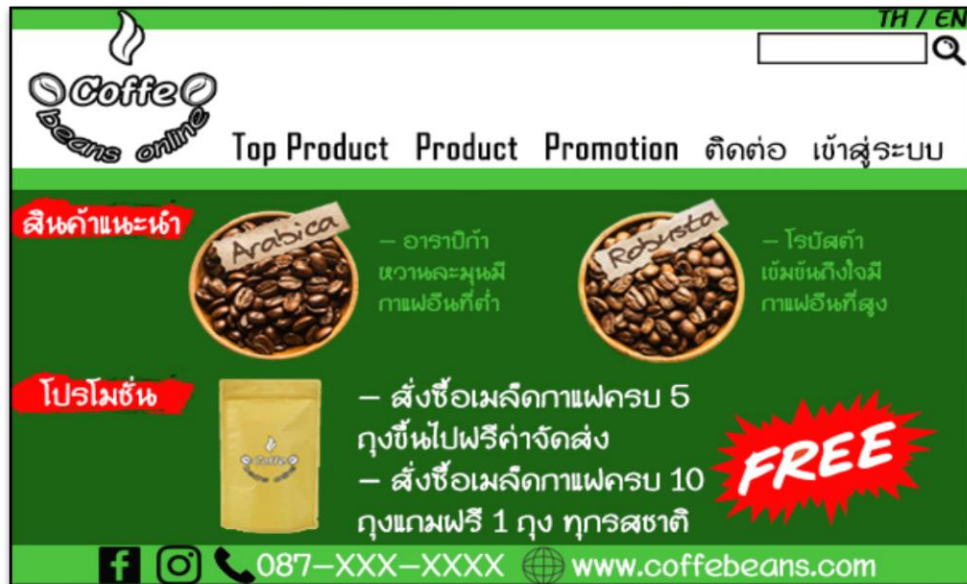 TH / EN
Coffe
beans online
Top Product Product Promotion ติดต่อ เข้าสู่ระบบ
สินค้าแนะนำ
Arabica
– อาราบิก้า
หวานละมุนมี
กาแฟอีนที่ต่ำ
Robusta
– โรบัสต้า
เข้มข้นถึงใจมี
กาแฟอีนที่สูง
โปรโมชั่น
Coffe
beans online
– สั่งซื้อเมล็ดกาแฟครบ 5
ถุงขึ้นไปฟรีค่าจัดส่ง
– สั่งซื้อเมล็ดกาแฟครบ 10
ถุงแถมฟรี 1 ถุง ทุกรสชาติ
FREE
087–XXX–XXXX www.coffebeans.com